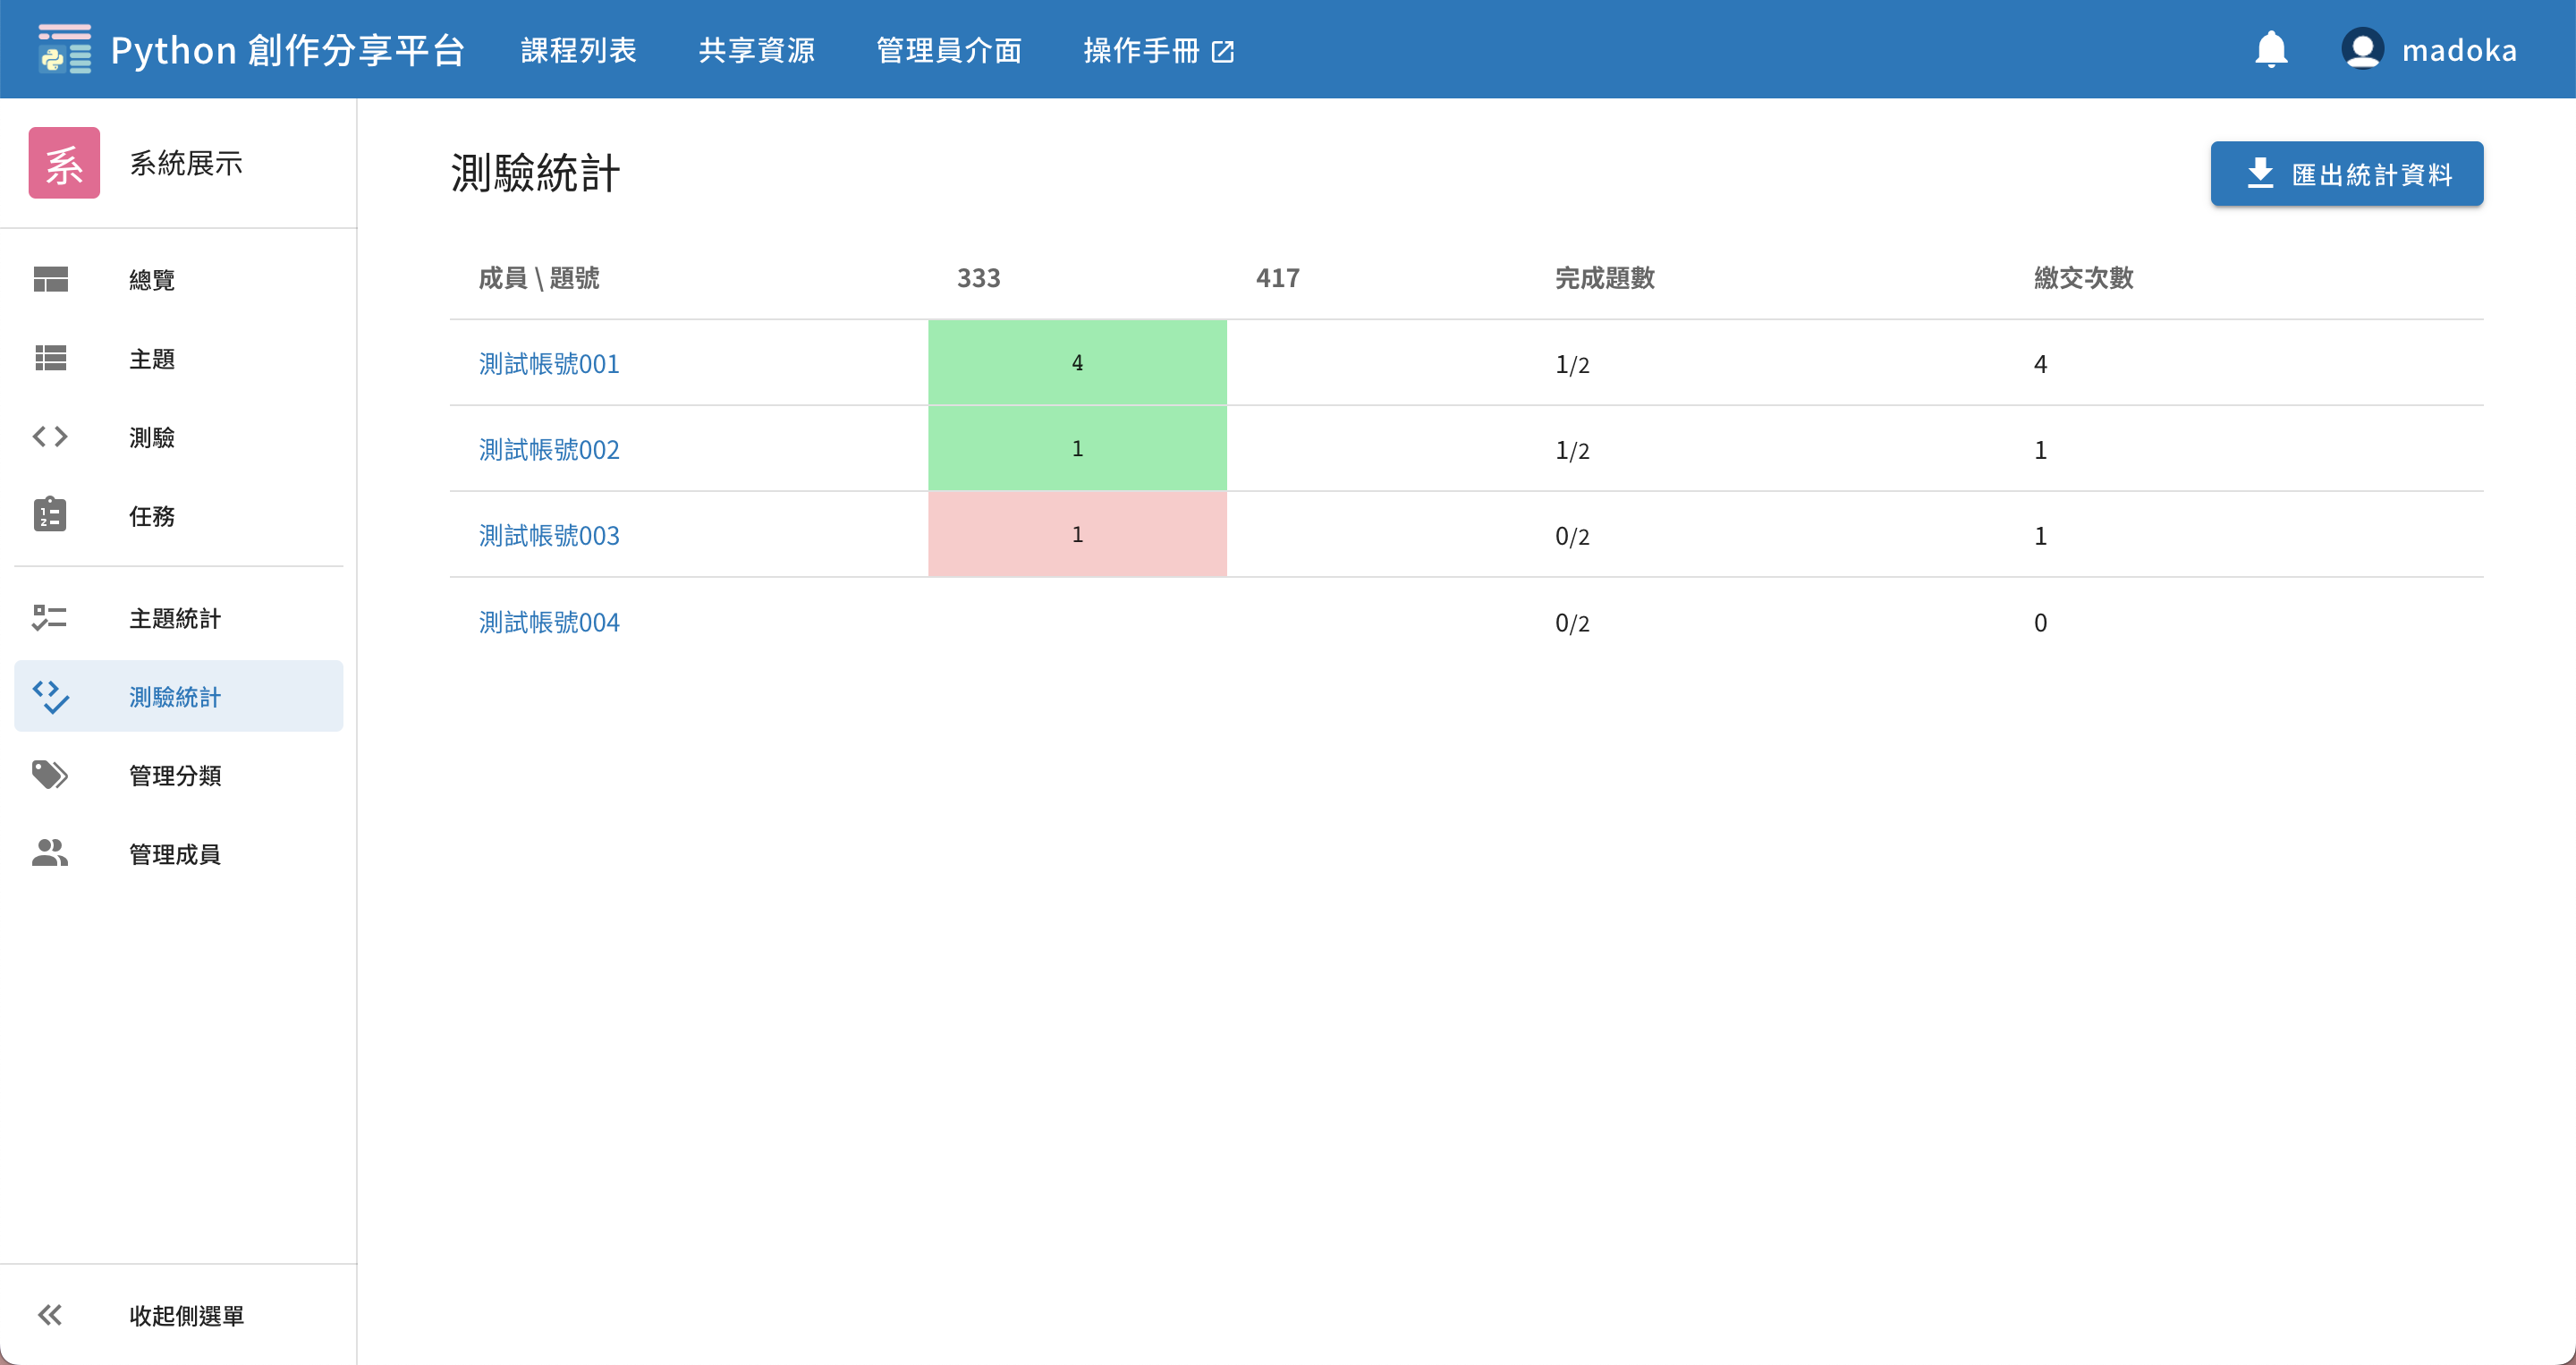 Python 創作分享平台 課程列表 共享資源 管理員介面 操作手冊 madoka
系 系統展示
總覽
主題
測驗
任務
主題統計
測驗統計
管理分類
管理成員
收起側選單
測驗統計 匯出統計資料
成員 \ 題號 333 417 完成題數 繳交次數
測試帳號001 4 1/2 4
測試帳號002 1 1/2 1
測試帳號003 1 0/2 1
測試帳號004 0/2 0